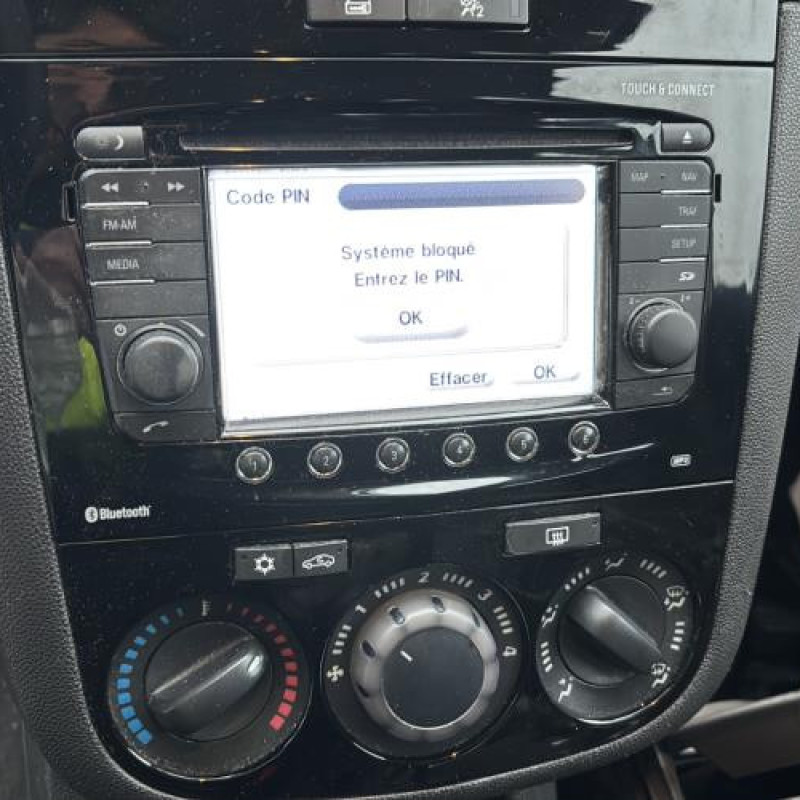 TOUCH & CONNECT
MAP NAV
FM-AM
TRAF
MEDIA
SETUP
Code PIN
Système bloqué
Entrez le PIN.
OK
Effacer OK
1 2 3 4 5 6
Bluetooth
MP3
1 2 3 4